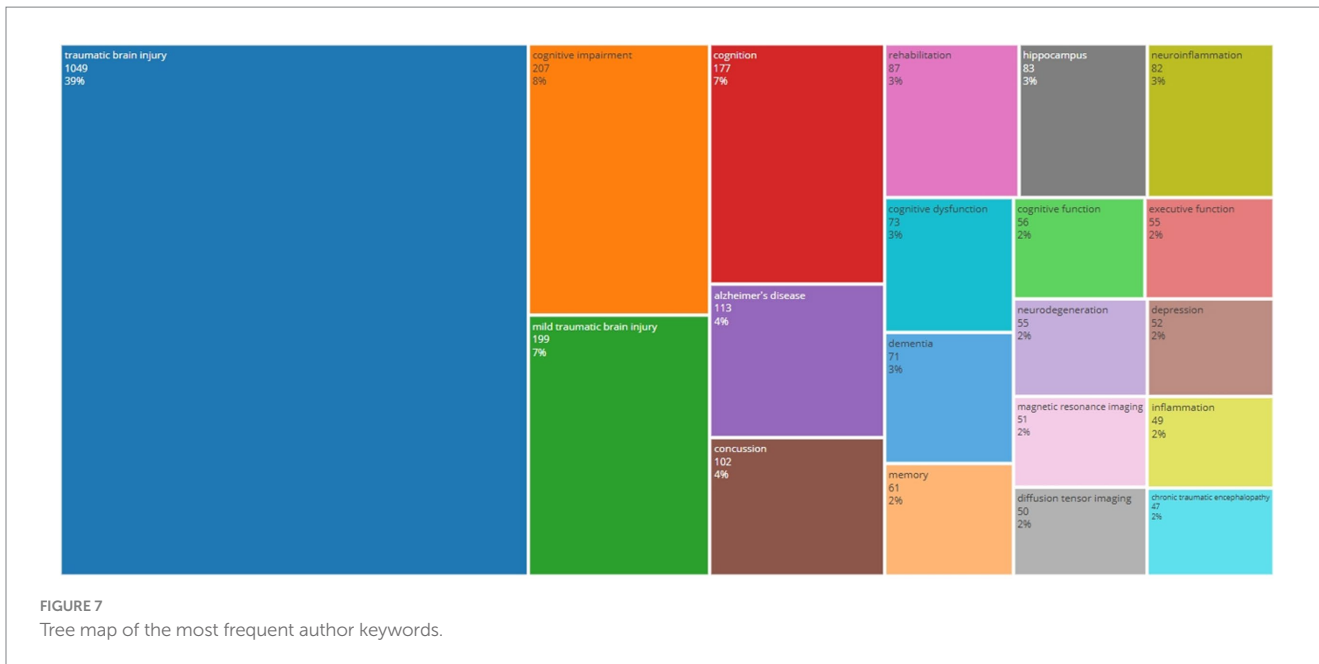 traumatic brain injury
1049
39%
cognitive impairment
207
8%
mild traumatic brain injury
199
7%
cognition
177
7%
alzheimer's disease
113
4%
concussion
102
4%
rehabilitation
87
3%
hippocampus
83
3%
neuroinflammation
82
3%
cognitive dysfunction
73
3%
dementia
71
3%
memory
61
2%
cognitive function
56
2%
executive function
55
2%
neurodegeneration
55
2%
depression
52
2%
magnetic resonance imaging
51
2%
inflammation
49
2%
diffusion tensor imaging
50
2%
chronic traumatic encephalopathy
47
2%
FIGURE 7
Tree map of the most frequent author keywords.